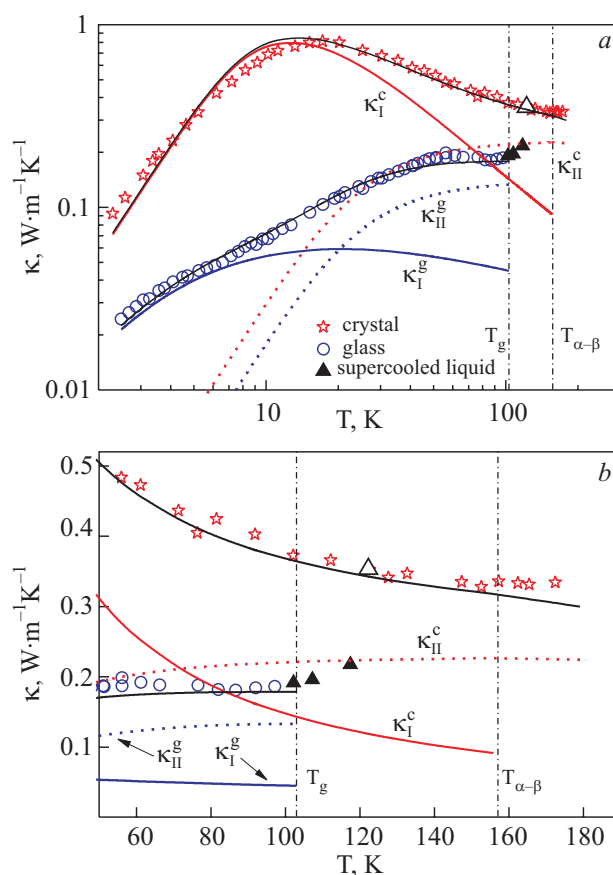 a
1
κ, W·m⁻¹K⁻¹
κ_I^c
κ_II^c
κ_II^g
κ_I^g
0.1
crystal
glass
supercooled liquid
T_g
T_α–β
0.01
10
100
T, K
b
0.5
0.4
0.3
0.2
0.1
κ, W·m⁻¹K⁻¹
κ_II^c
κ_I^c
κ_II^g
κ_I^g
T_g
T_α–β
60 80 100 120 140 160 180
T, K